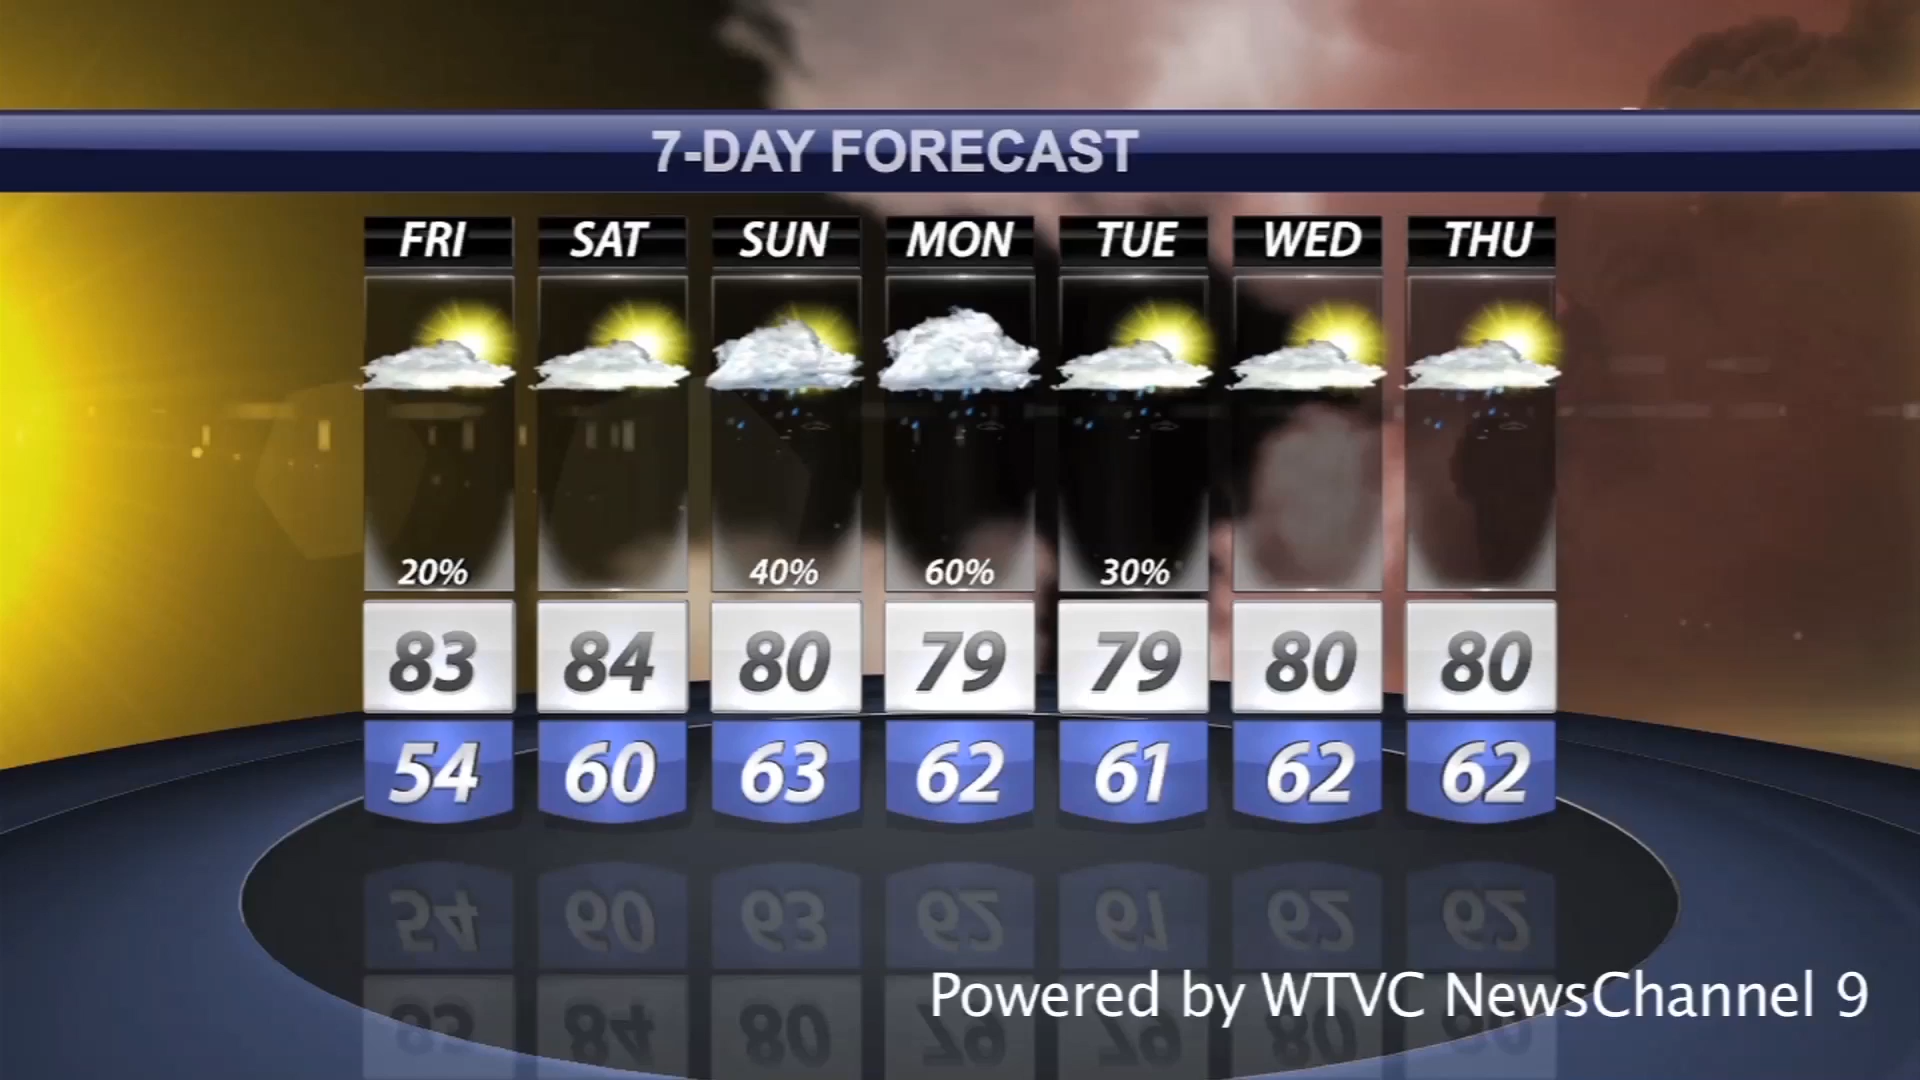 7-DAY FORECAST
FRI SAT SUN MON TUE WED THU
20% 40% 60% 30%
83 84 80 79 79 80 80
54 60 63 62 61 62 62
Powered by WTVC NewsChannel 9